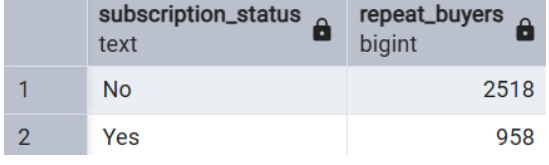 subscription_status repeat_buyers
text bigint
1 No 2518
2 Yes 958